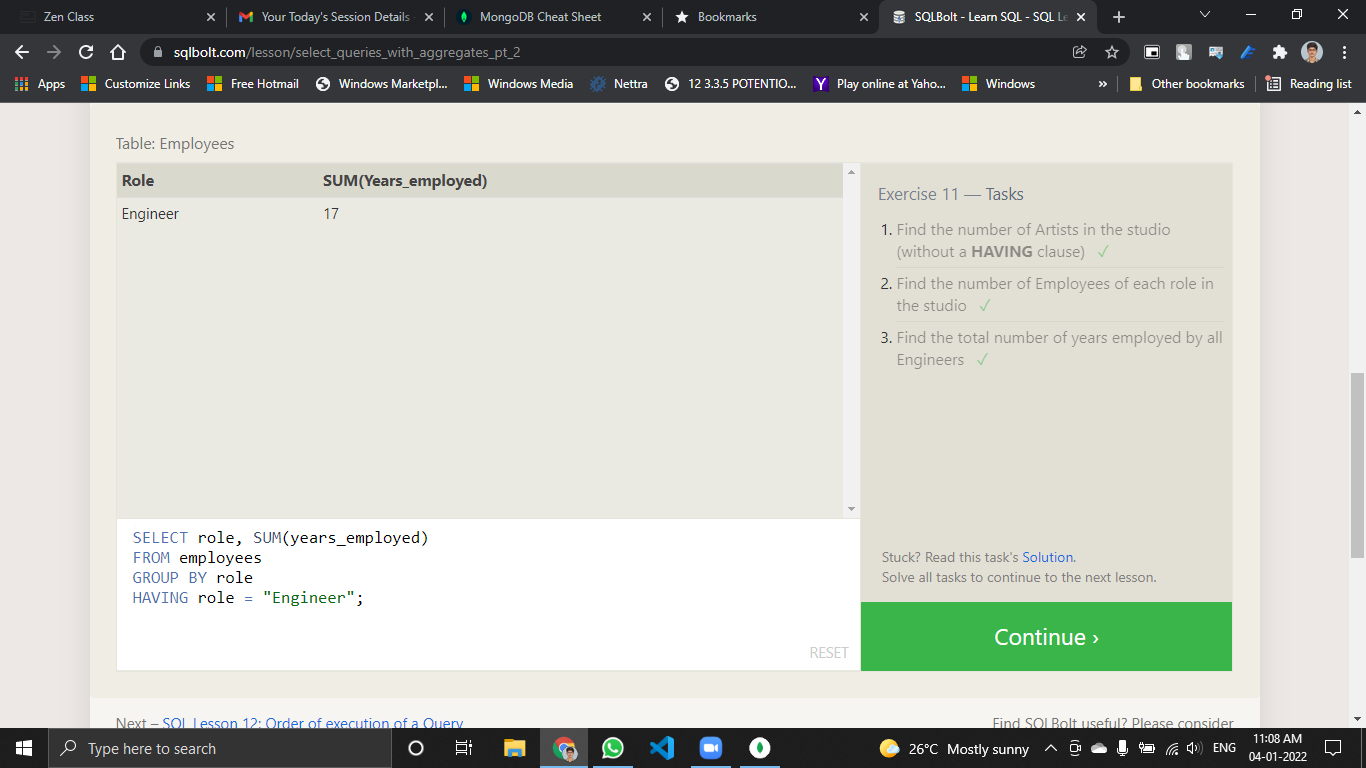 Zen Class
Your Today's Session Details
MongoDB Cheat Sheet
Bookmarks
SQLBolt - Learn SQL - SQL Le
sqlbolt.com/lesson/select_queries_with_aggregates_pt_2
Apps
Customize Links
Free Hotmail
Windows Marketpl...
Windows Media
Nettra
12 3.3.5 POTENTIO...
Play online at Yaho...
Windows
»
Other bookmarks
Reading list
Table: Employees
Role SUM(Years_employed)
Engineer 17
Exercise 11 — Tasks
1. Find the number of Artists in the studio
(without a HAVING clause) ✓
2. Find the number of Employees of each role in
the studio ✓
3. Find the total number of years employed by all
Engineers ✓
SELECT role, SUM(years_employed)
FROM employees
GROUP BY role
HAVING role = "Engineer";
RESET
Stuck? Read this task's Solution.
Solve all tasks to continue to the next lesson.
Continue ›
Next – SQL Lesson 12: Order of execution of a Query
Find SQLBolt useful? Please consider
Type here to search
26°C Mostly sunny
ENG
11:08 AM
04-01-2022